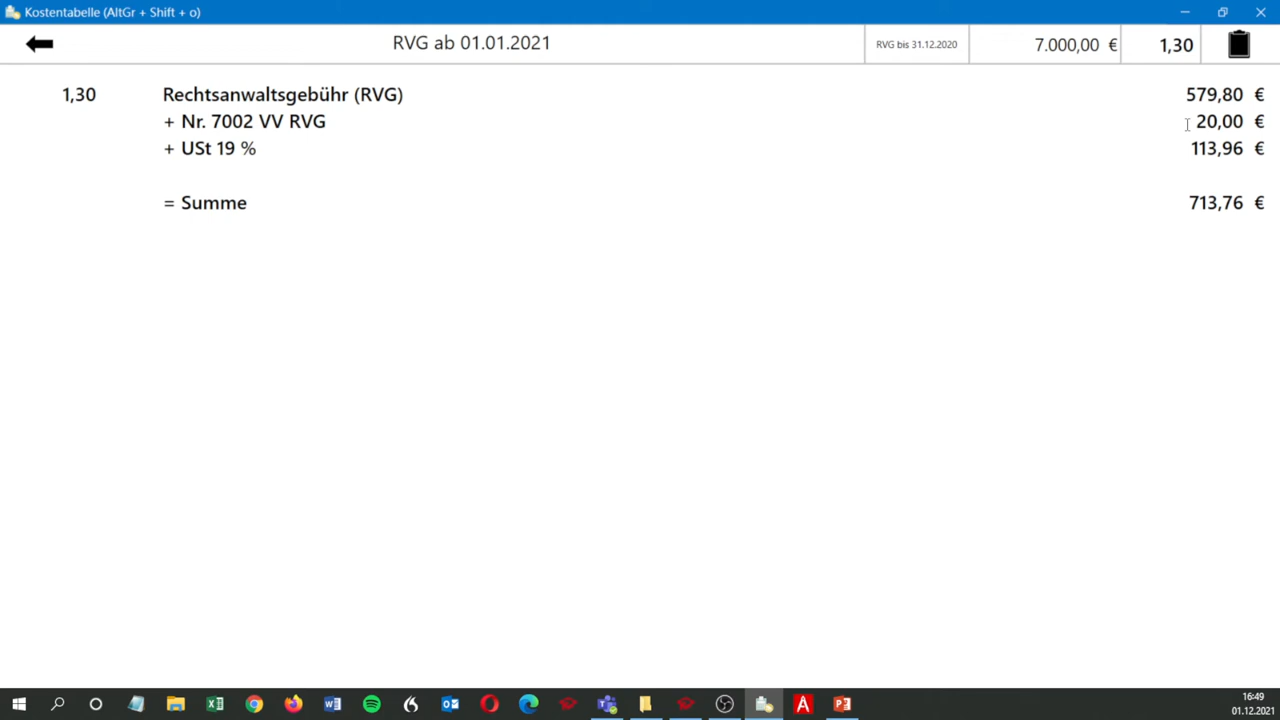 Kostentabelle (AltGr + Shift + o)
RVG ab 01.01.2021
RVG bis 31.12.2020
7.000,00 €
1,30
1,30 Rechtsanwaltsgebühr (RVG) 579,80 €
+ Nr. 7002 VV RVG 20,00 €
+ USt 19 % 113,96 €
= Summe 713,76 €
16:49
01.12.2021